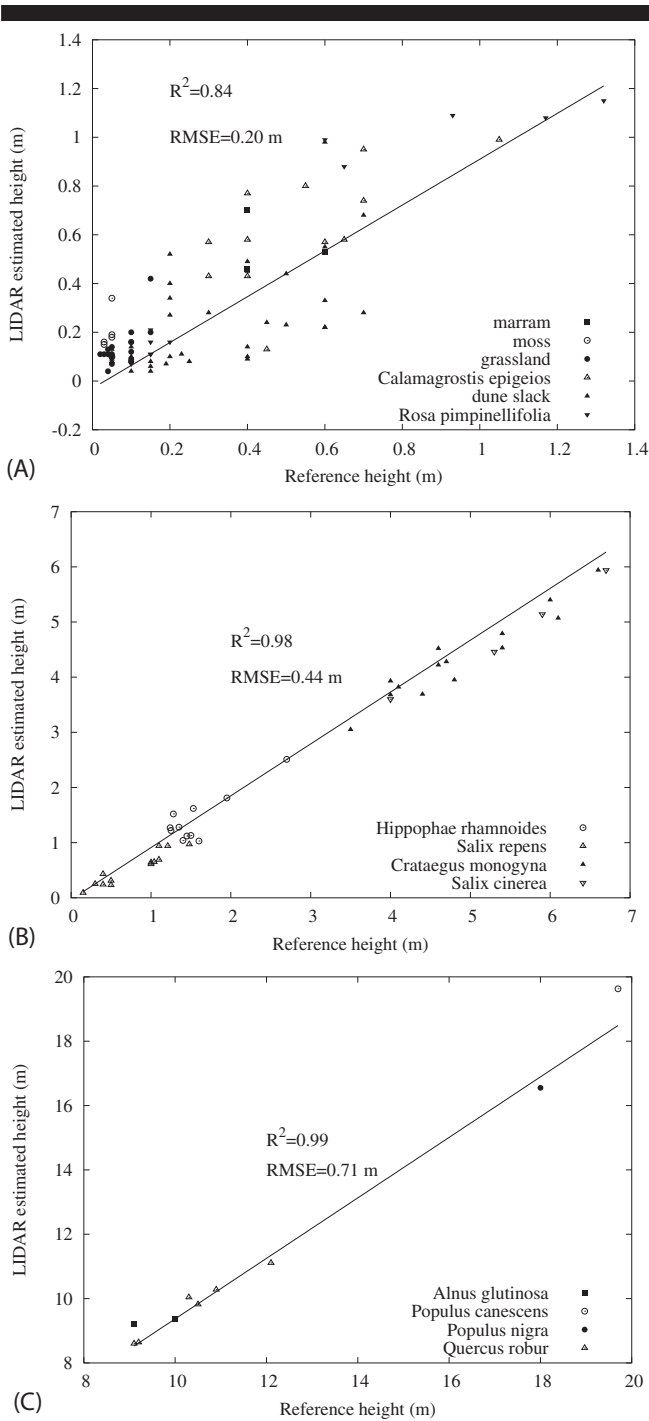 1.4
1.2
1
0.8
0.6
0.4
0.2
0
-0.2
LIDAR estimated height (m)
R2=0.84
RMSE=0.20 m
marram
moss
grassland
Calamagrostis epigeios
dune slack
Rosa pimpinellifolia
0 0.2 0.4 0.6 0.8 1 1.2 1.4
Reference height (m)
(A)
7
6
5
4
3
2
1
0
LIDAR estimated height (m)
R2=0.98
RMSE=0.44 m
Hippophae rhamnoides
Salix repens
Crataegus monogyna
Salix cinerea
0 1 2 3 4 5 6 7
Reference height (m)
(B)
20
18
16
14
12
10
8
LIDAR estimated height (m)
R2=0.99
RMSE=0.71 m
Alnus glutinosa
Populus canescens
Populus nigra
Quercus robur
8 10 12 14 16 18 20
Reference height (m)
(C)